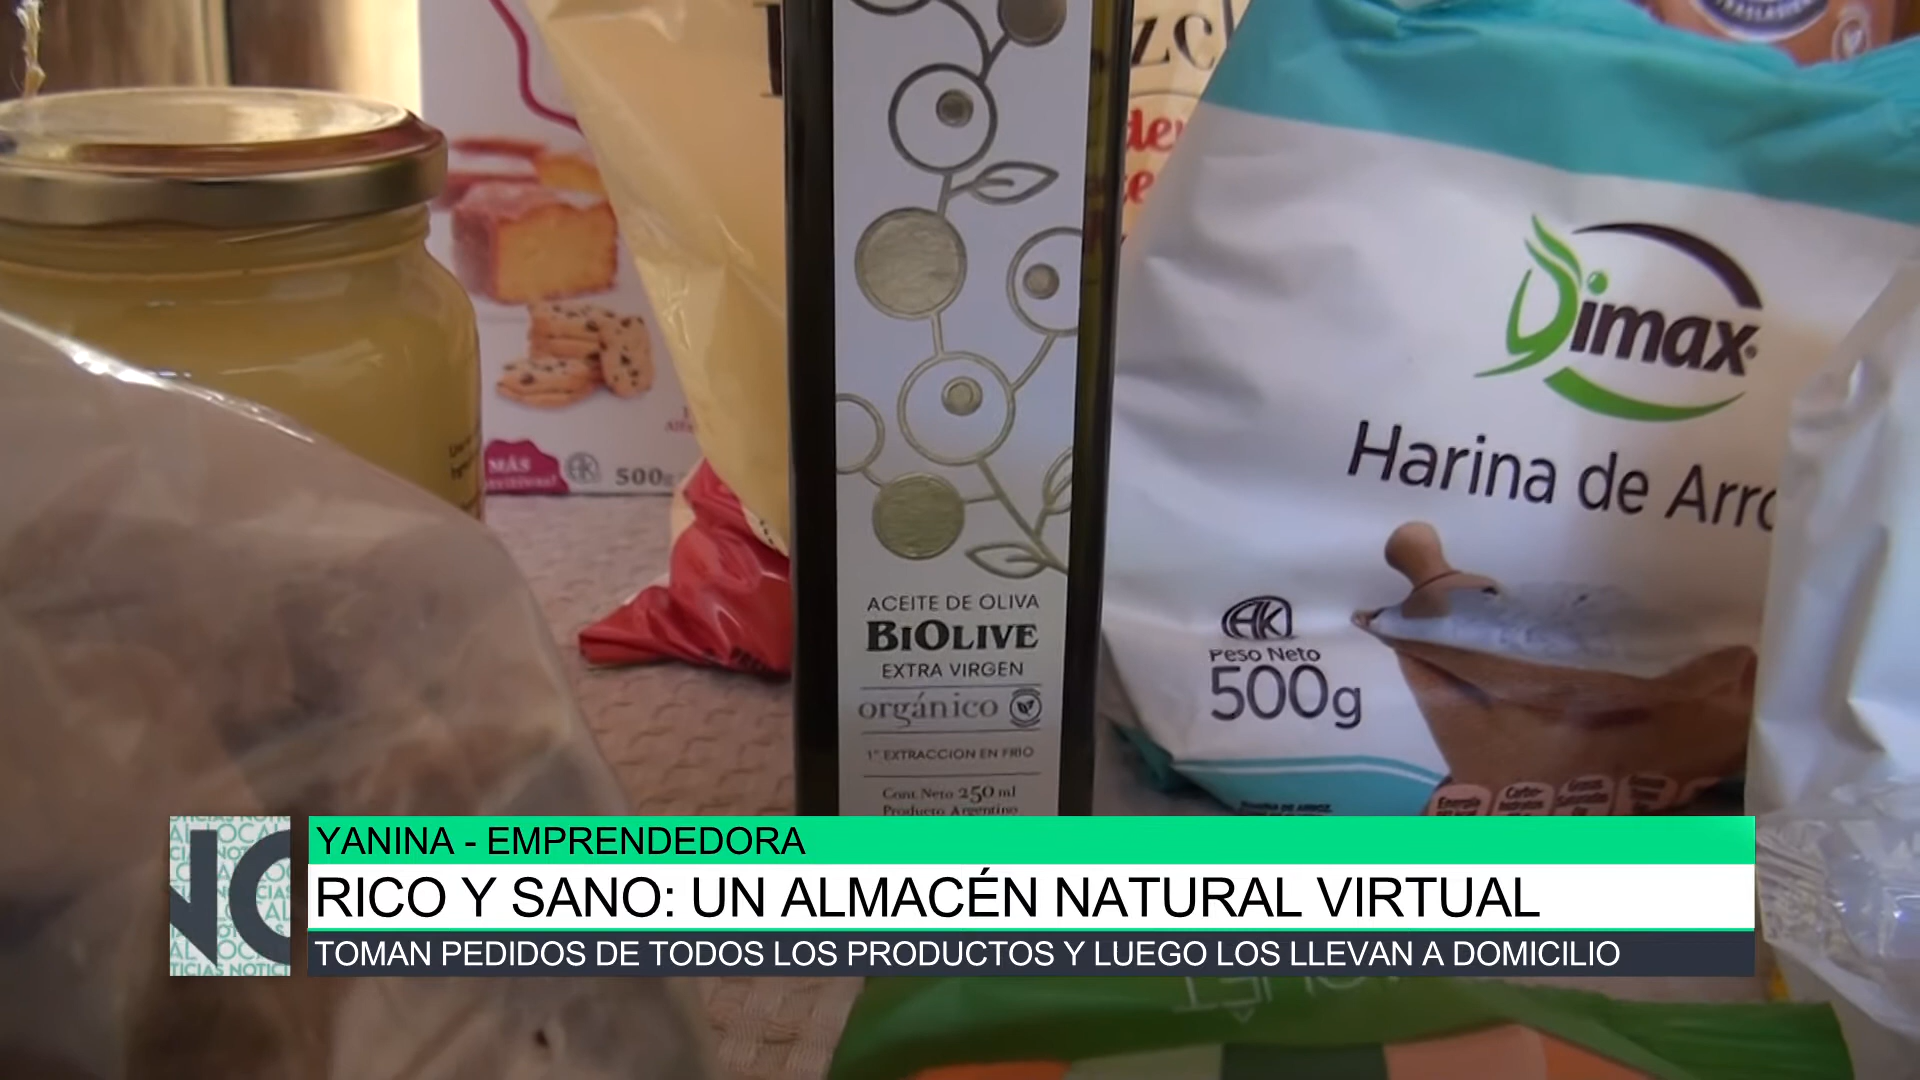 MÁS
500g
ACEITE DE OLIVA
BIOLIVE
EXTRA VIRGEN
orgánico
1° EXTRACCION EN FRIO
Cont. Neto 250 ml
Producto Argentino
Dimax
Harina de Arro
Peso Neto
500g
Energía
YANINA - EMPRENDEDORA
RICO Y SANO: UN ALMACÉN NATURAL VIRTUAL
TOMAN PEDIDOS DE TODOS LOS PRODUCTOS Y LUEGO LOS LLEVAN A DOMICILIO